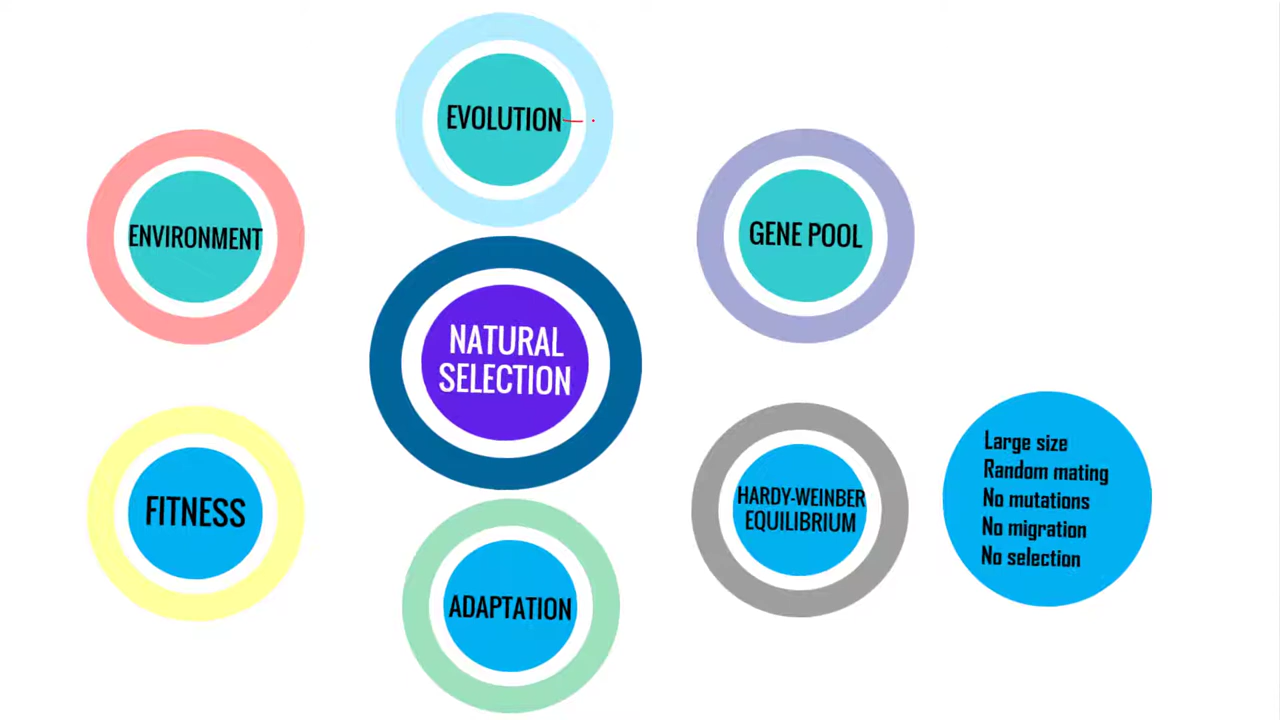 EVOLUTION
ENVIRONMENT
GENE POOL
NATURAL
SELECTION
FITNESS
HARDY-WEINBER
EQUILIBRIUM
Large size
Random mating
No mutations
No migration
No selection
ADAPTATION